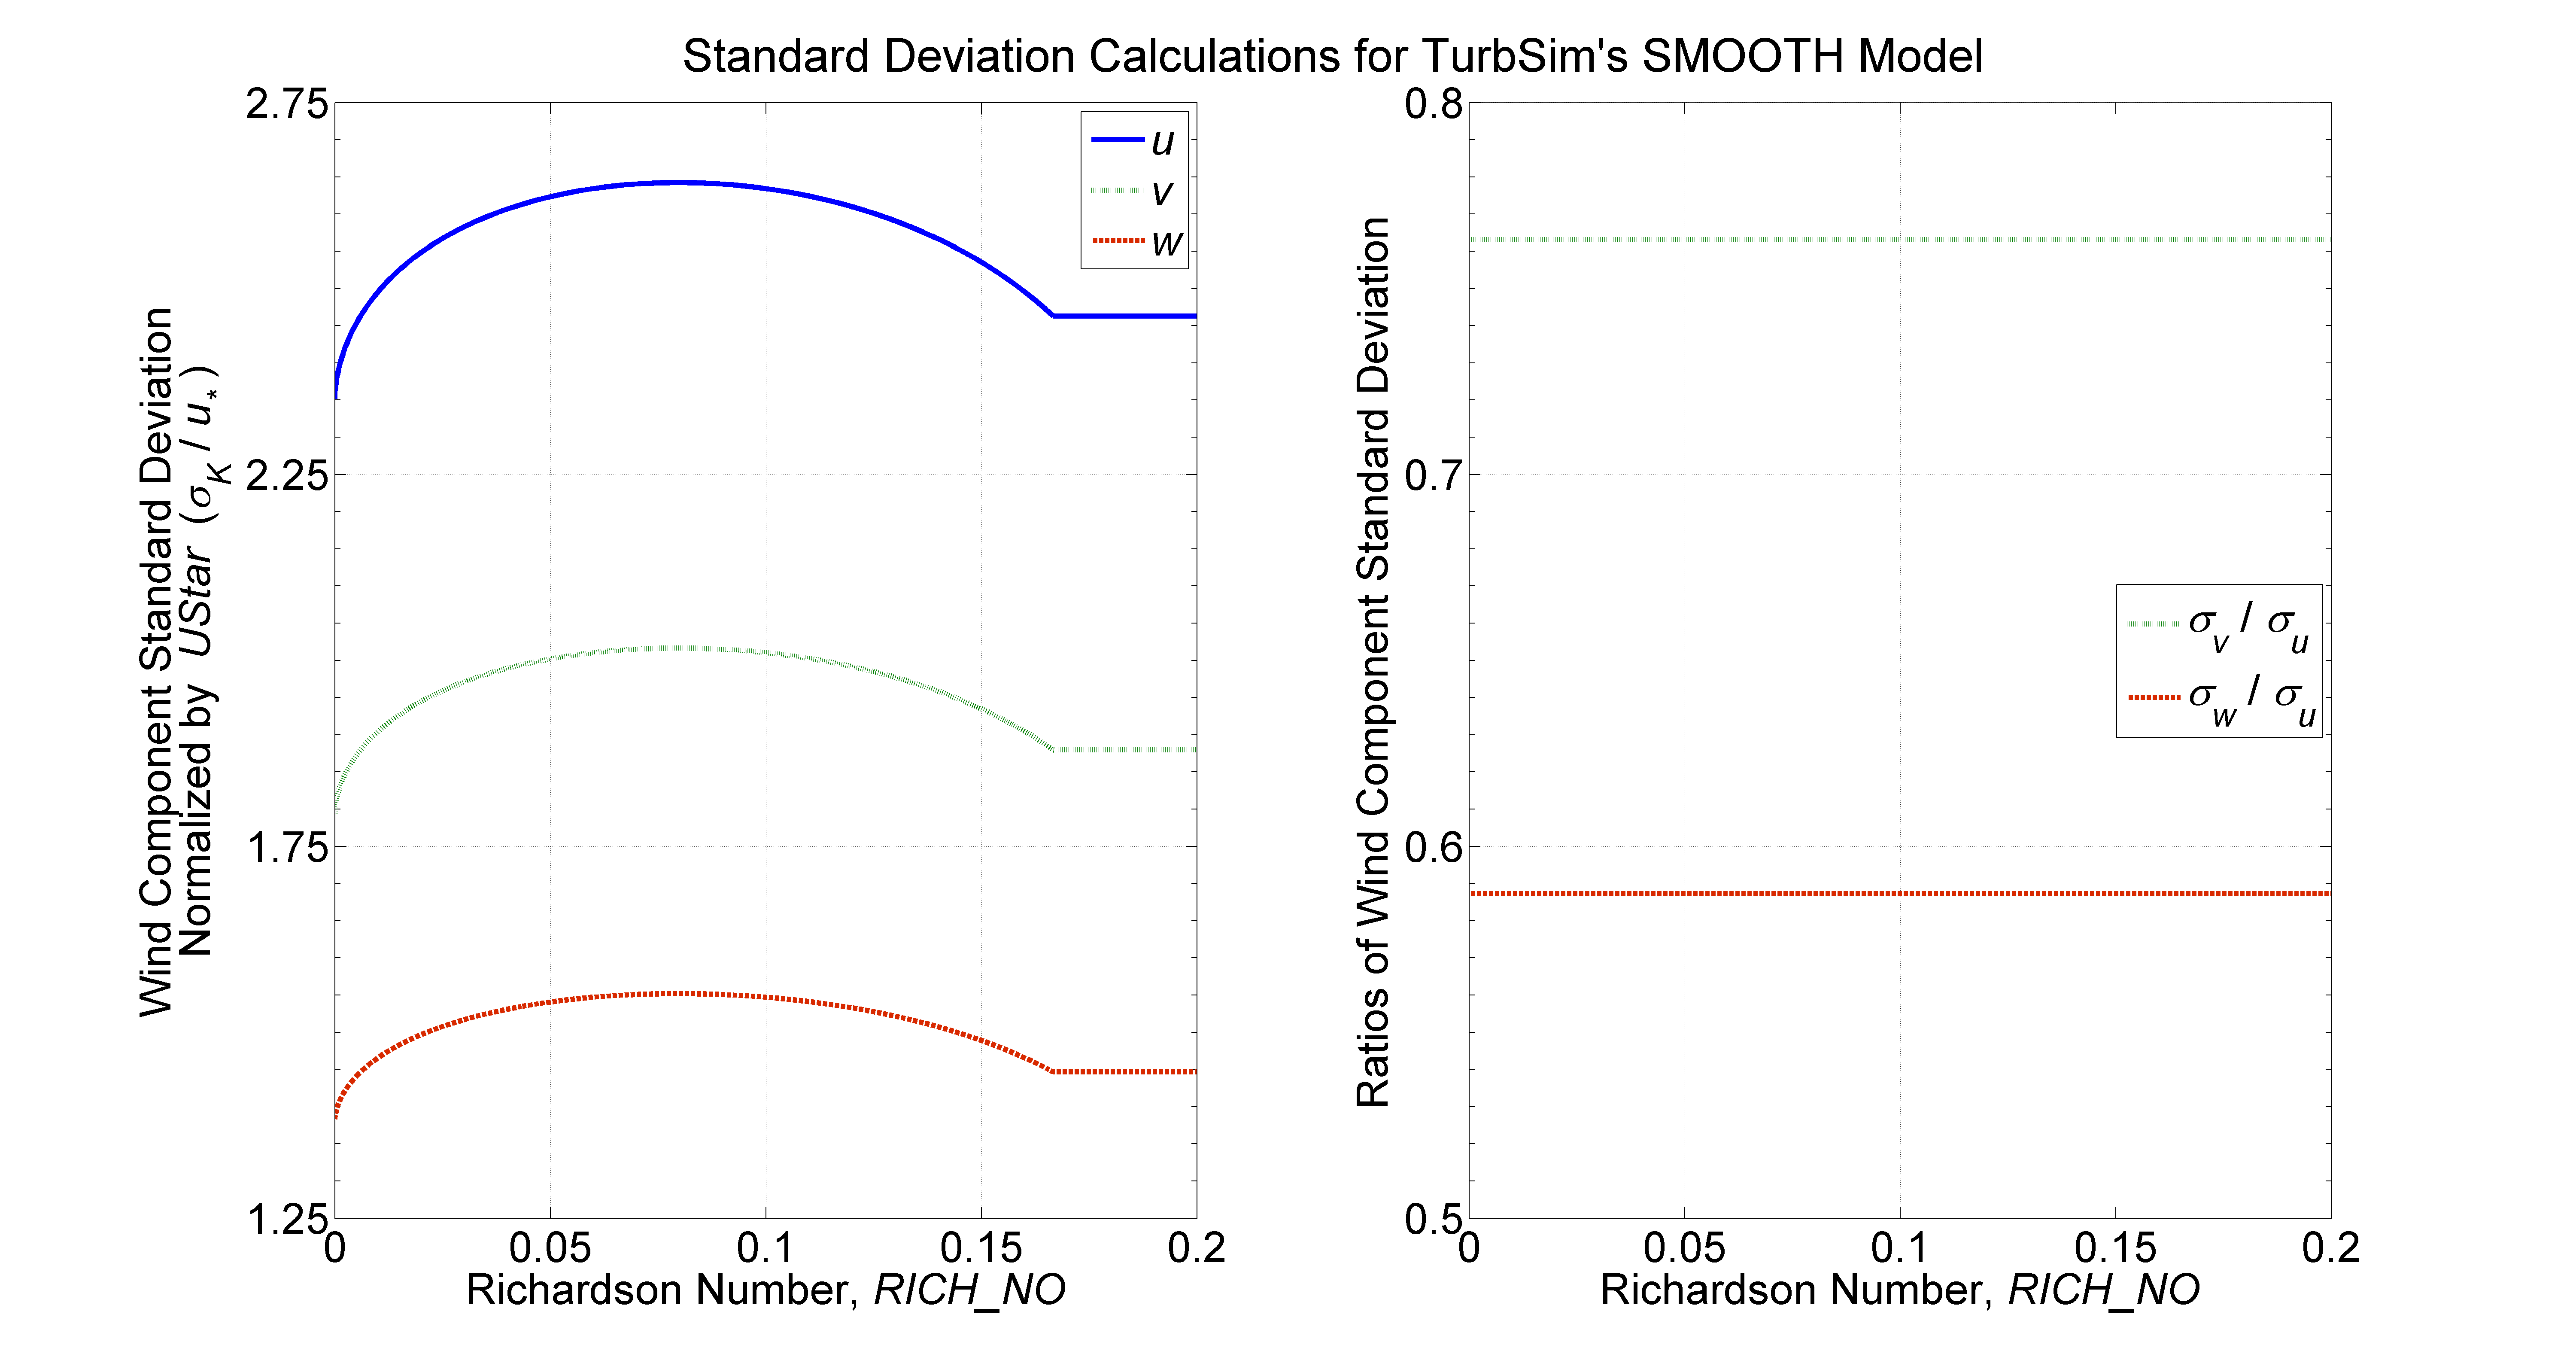 Standard Deviation Calculations for TurbSim's SMOOTH Model
Wind Component Standard Deviation
Normalized by UStar (σK / u*)
2.75
2.25
1.75
1.25
0 0.05 0.1 0.15 0.2
Richardson Number, RICH_NO
u
v
w
Ratios of Wind Component Standard Deviation
0.8
0.7
0.6
0.5
0 0.05 0.1 0.15 0.2
Richardson Number, RICH_NO
σv / σu
σw / σu